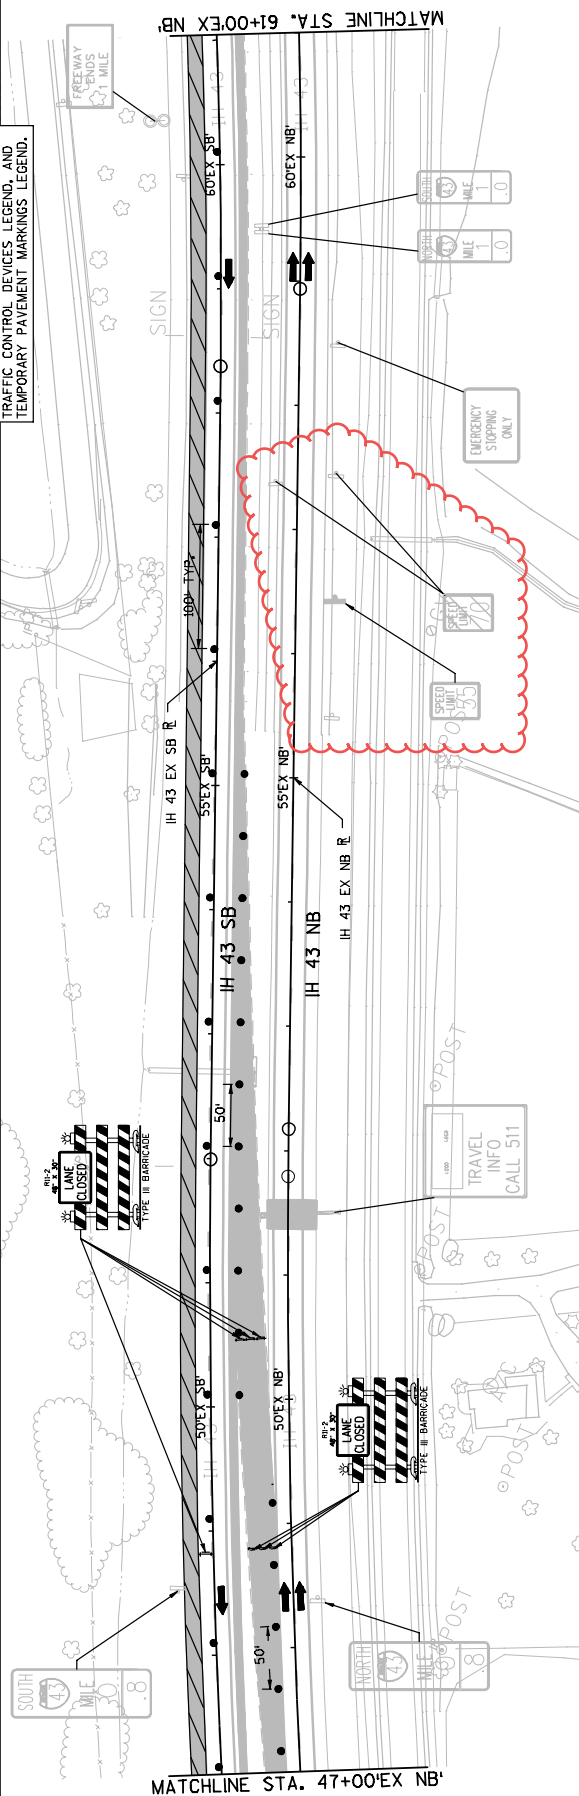 TRAFFIC CONTROL DEVICES LEGEND, AND
TEMPORARY PAVEMENT MARKINGS LEGEND.
MATCHLINE STA. 61+00'EX NB'
FREEWAY
ENDS
1 MILE
IH 43
IH 43
60'EX SB'
60'EX NB'
SOUTH
43
MILE
1
.0
NORTH
43
MILE
1
.0
SIGN
SIGN
EMERGENCY
STOPPING
ONLY
100' TYP.
SPEED
LIMIT
70
SPEED
LIMIT
55
IH 43 EX SB R
55'EX SB'
55'EX NB'
IH 43 EX NB R
IH 43 SB
IH 43 NB
POST
POST
50'
R11-2
48" X 30"
LANE
CLOSED
TYPE III BARRICADE
TRAVEL
INFO
CALL 511
POST
50'EX SB'
50'EX NB'
R11-2
48" X 30"
LANE
CLOSED
TYPE III BARRICADE
POST
POST
50'
SOUTH
43
MILE
30
.8
NORTH
43
MILE
.8
MATCHLINE STA. 47+00'EX NB'